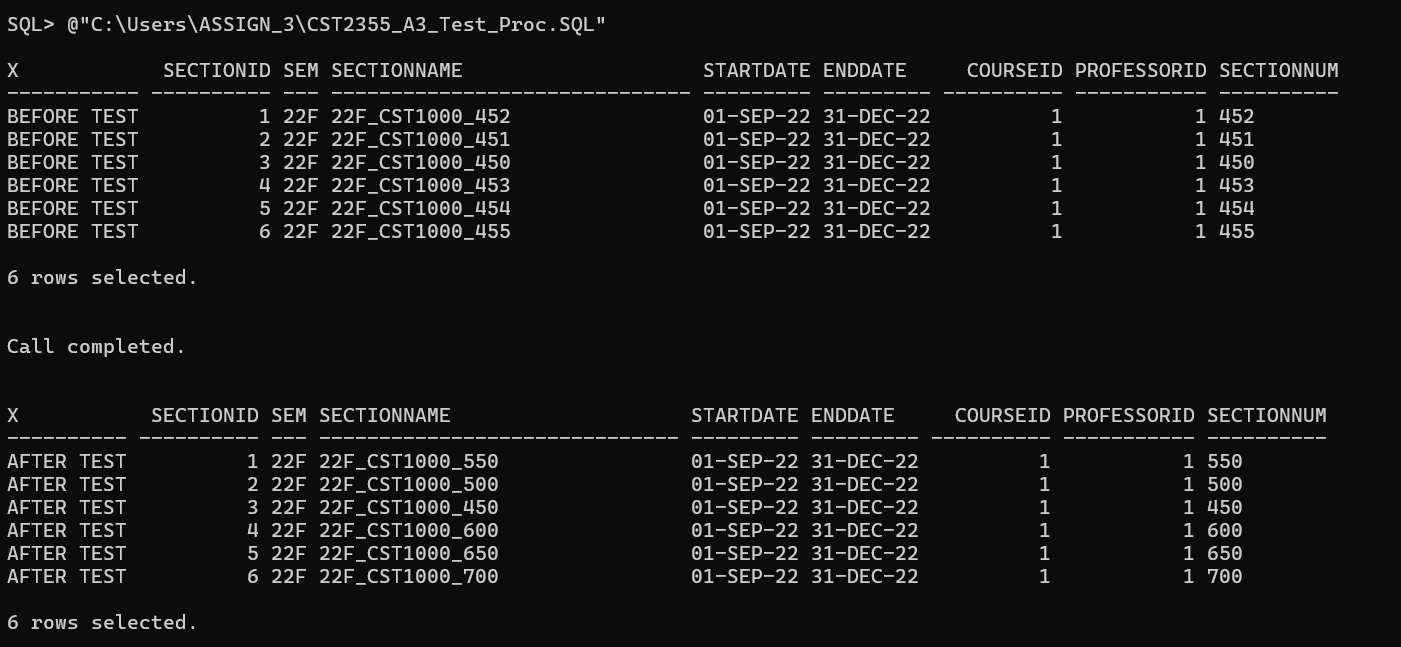 SQL> @"C:\Users\ASSIGN_3\CST2355_A3_Test_Proc.SQL"
X            SECTIONID SEM SECTIONNAME                    STARTDATE ENDDATE     COURSEID PROFESSORID SECTIONNUM
----------- ---------- --- ------------------------------ --------- --------- ---------- ----------- ----------
BEFORE TEST          1 22F 22F_CST1000_452                01-SEP-22 31-DEC-22          1           1 452
BEFORE TEST          2 22F 22F_CST1000_451                01-SEP-22 31-DEC-22          1           1 451
BEFORE TEST          3 22F 22F_CST1000_450                01-SEP-22 31-DEC-22          1           1 450
BEFORE TEST          4 22F 22F_CST1000_453                01-SEP-22 31-DEC-22          1           1 453
BEFORE TEST          5 22F 22F_CST1000_454                01-SEP-22 31-DEC-22          1           1 454
BEFORE TEST          6 22F 22F_CST1000_455                01-SEP-22 31-DEC-22          1           1 455
6 rows selected.
Call completed.
X           SECTIONID SEM SECTIONNAME                    STARTDATE ENDDATE     COURSEID PROFESSORID SECTIONNUM
---------- ---------- --- ------------------------------ --------- --------- ---------- ----------- ----------
AFTER TEST          1 22F 22F_CST1000_550                01-SEP-22 31-DEC-22          1           1 550
AFTER TEST          2 22F 22F_CST1000_500                01-SEP-22 31-DEC-22          1           1 500
AFTER TEST          3 22F 22F_CST1000_450                01-SEP-22 31-DEC-22          1           1 450
AFTER TEST          4 22F 22F_CST1000_600                01-SEP-22 31-DEC-22          1           1 600
AFTER TEST          5 22F 22F_CST1000_650                01-SEP-22 31-DEC-22          1           1 650
AFTER TEST          6 22F 22F_CST1000_700                01-SEP-22 31-DEC-22          1           1 700
6 rows selected.